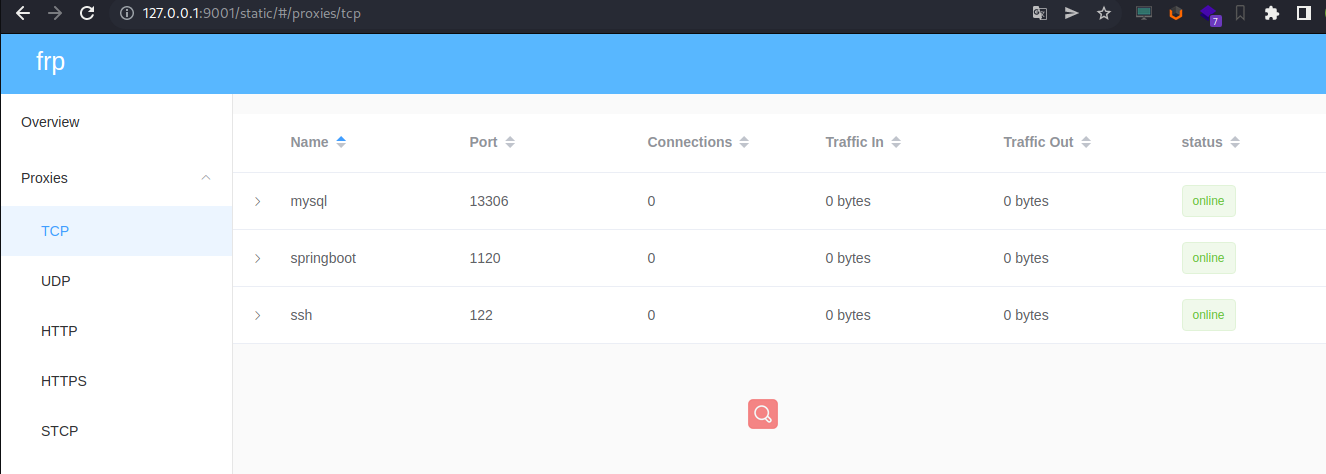 127.0.0.1:9001/static/#/proxies/tcp
7
frp
Overview
Proxies
TCP
UDP
HTTP
HTTPS
STCP
Name Port Connections Traffic In Traffic Out status
mysql 13306 0 0 bytes 0 bytes online
springboot 1120 0 0 bytes 0 bytes online
ssh 122 0 0 bytes 0 bytes online